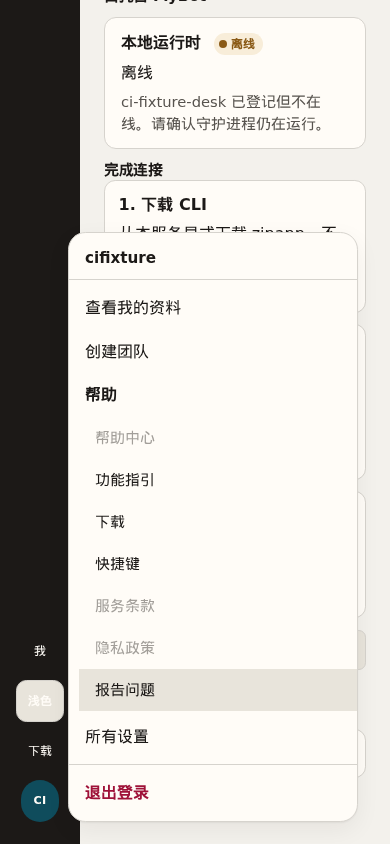 本地运行时
离线
离线
ci-fixture-desk 已登记但不在
线。请确认守护进程仍在运行。
完成连接
1. 下载 CLI
cifixture
查看我的资料
创建团队
帮助
帮助中心
功能指引
下载
快捷键
服务条款
隐私政策
报告问题
所有设置
退出登录
我
浅色
下载
CI